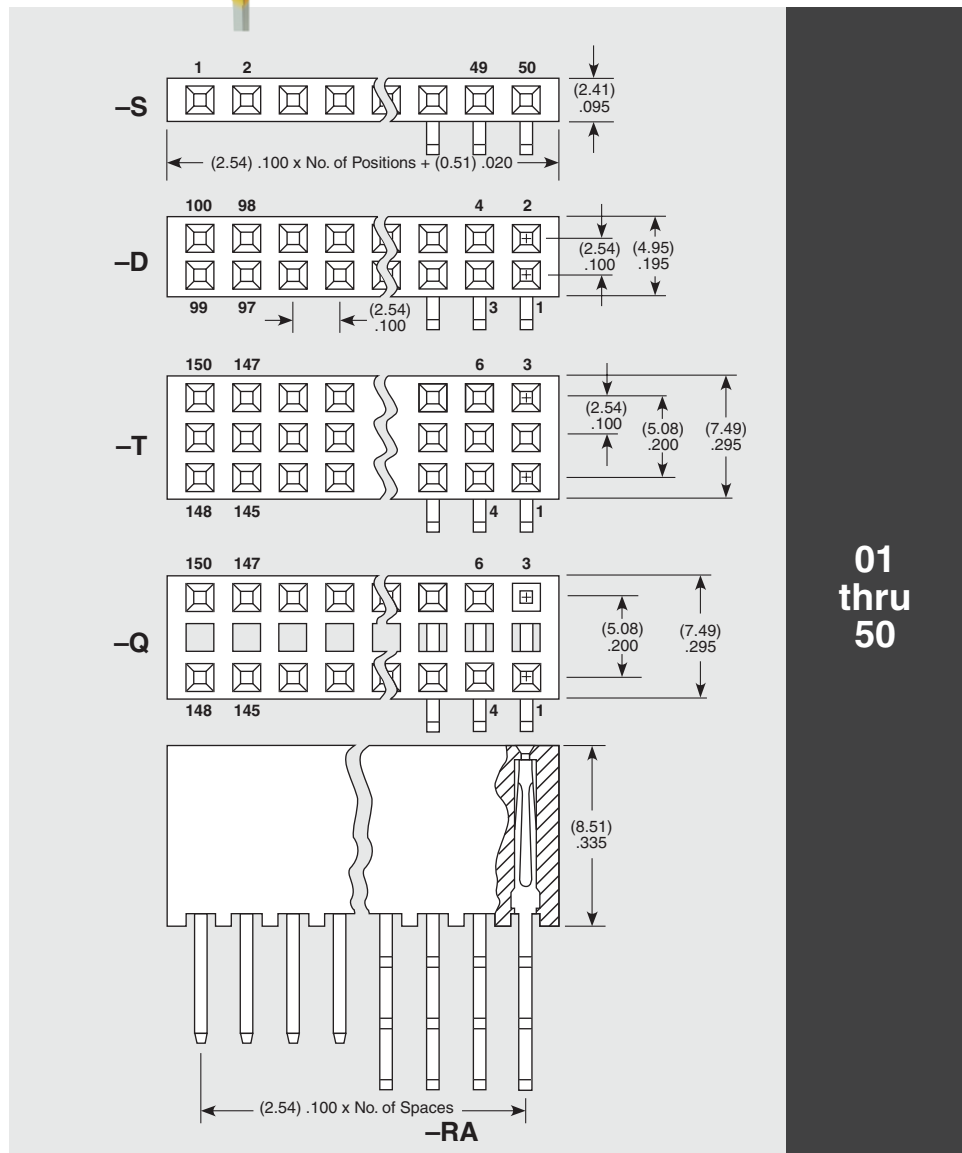 1 2 49 50
–S
(2.41)
.095
(2.54) .100 x No. of Positions + (0.51) .020
100 98 4 2
–D
(2.54)
.100
(4.95)
.195
99 97 3 1
(2.54)
.100
150 147 6 3
–T
(2.54)
.100
(5.08)
.200
(7.49)
.295
148 145 4 1
150 147 6 3
–Q
(5.08)
.200
(7.49)
.295
148 145 4 1
(8.51)
.335
(2.54) .100 x No. of Spaces
–RA
01
thru
50